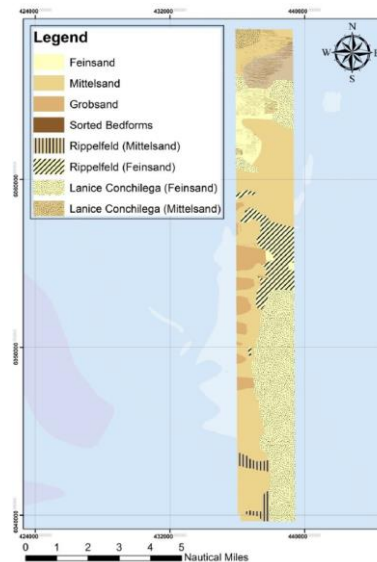 424000
432000
440000
N
W
E
S
Legend
Feinsand
Mittelsand
Grobsand
Sorted Bedforms
Rippelfeld (Mittelsand)
Rippelfeld (Feinsand)
Lanice Conchilega (Feinsand)
Lanice Conchilega (Mittelsand)
424000
432000
440000
0 1 2 3 4 5
Nautical Miles